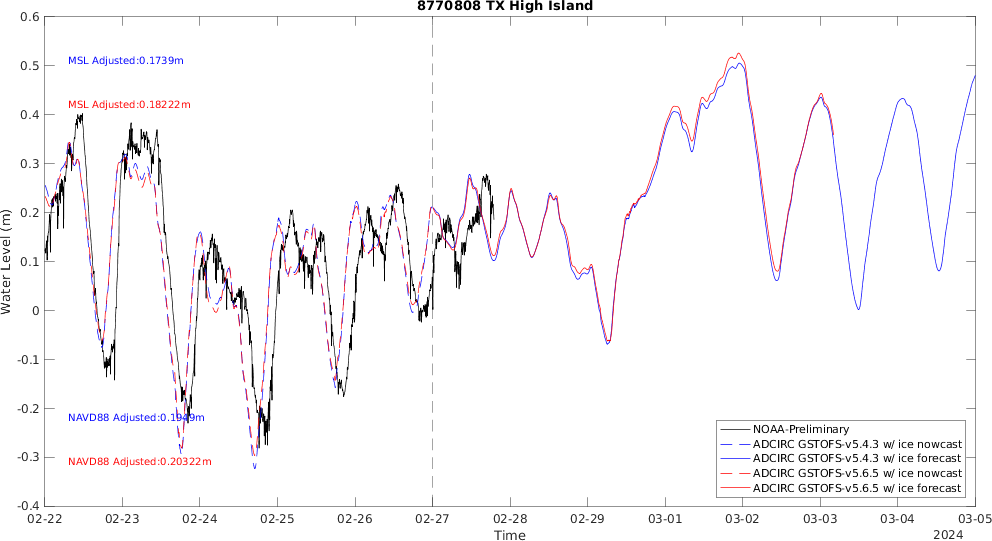 8770808 TX High Island
0.6
0.5
0.4
0.3
0.2
0.1
0
-0.1
-0.2
-0.3
-0.4
Water Level (m)
MSL Adjusted:0.1739m
MSL Adjusted:0.18222m
NAVD88 Adjusted:0.1949m
NAVD88 Adjusted:0.20322m
NOAA-Preliminary
ADCIRC GSTOFS-v5.4.3 w/ ice nowcast
ADCIRC GSTOFS-v5.4.3 w/ ice forecast
ADCIRC GSTOFS-v5.6.5 w/ ice nowcast
ADCIRC GSTOFS-v5.6.5 w/ ice forecast
02-22 02-23 02-24 02-25 02-26 02-27 02-28 02-29 03-01 03-02 03-03 03-04 03-05
Time
2024